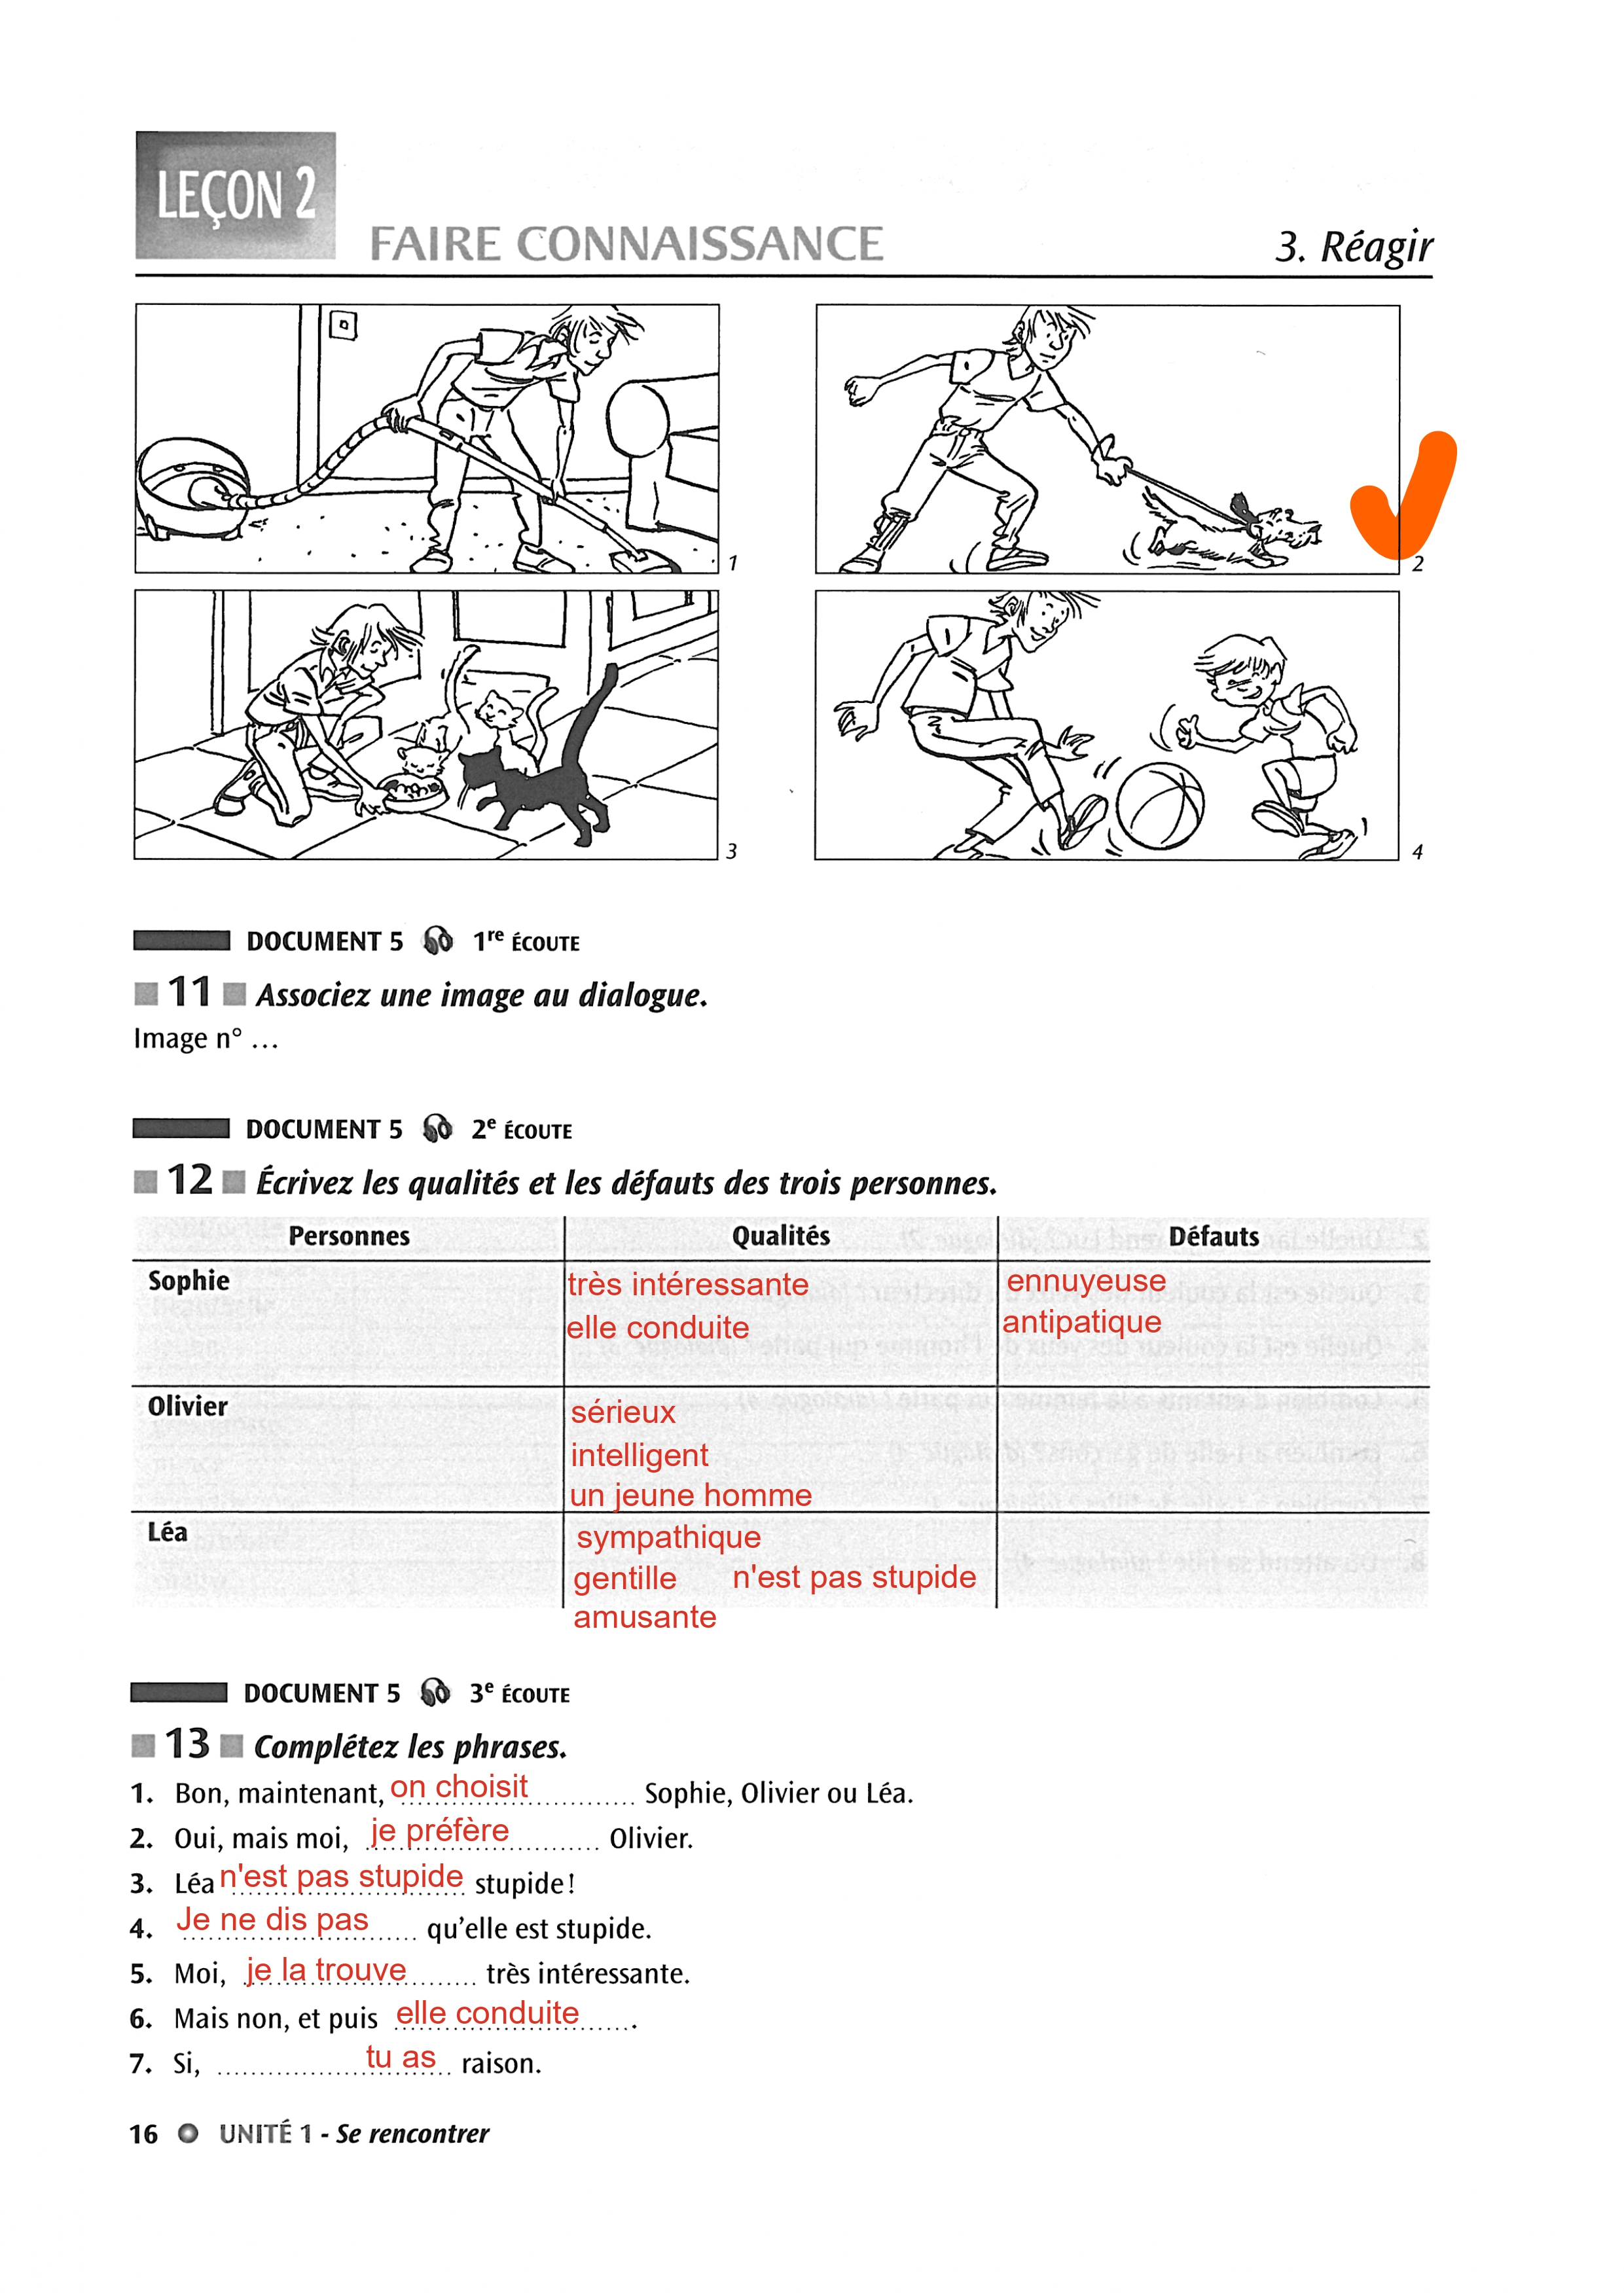 LEÇON 2
FAIRE CONNAISSANCE
3. Réagir
1
2
3
4
DOCUMENT 5 1re ÉCOUTE
11 Associez une image au dialogue.
Image n° ...
DOCUMENT 5 2e ÉCOUTE
12 Écrivez les qualités et les défauts des trois personnes.
Personnes Qualités Défauts
Sophie très intéressante ennuyeuse
elle conduite antipatique
Olivier sérieux
intelligent
un jeune homme
Léa sympathique
gentille n'est pas stupide
amusante
DOCUMENT 5 3e ÉCOUTE
13 Complétez les phrases.
1. Bon, maintenant, on choisit Sophie, Olivier ou Léa.
2. Oui, mais moi, je préfère Olivier.
3. Léa n'est pas stupide stupide!
4. Je ne dis pas qu'elle est stupide.
5. Moi, je la trouve très intéressante.
6. Mais non, et puis elle conduite.
7. Si, tu as raison.
16 UNITÉ 1 - Se rencontrer